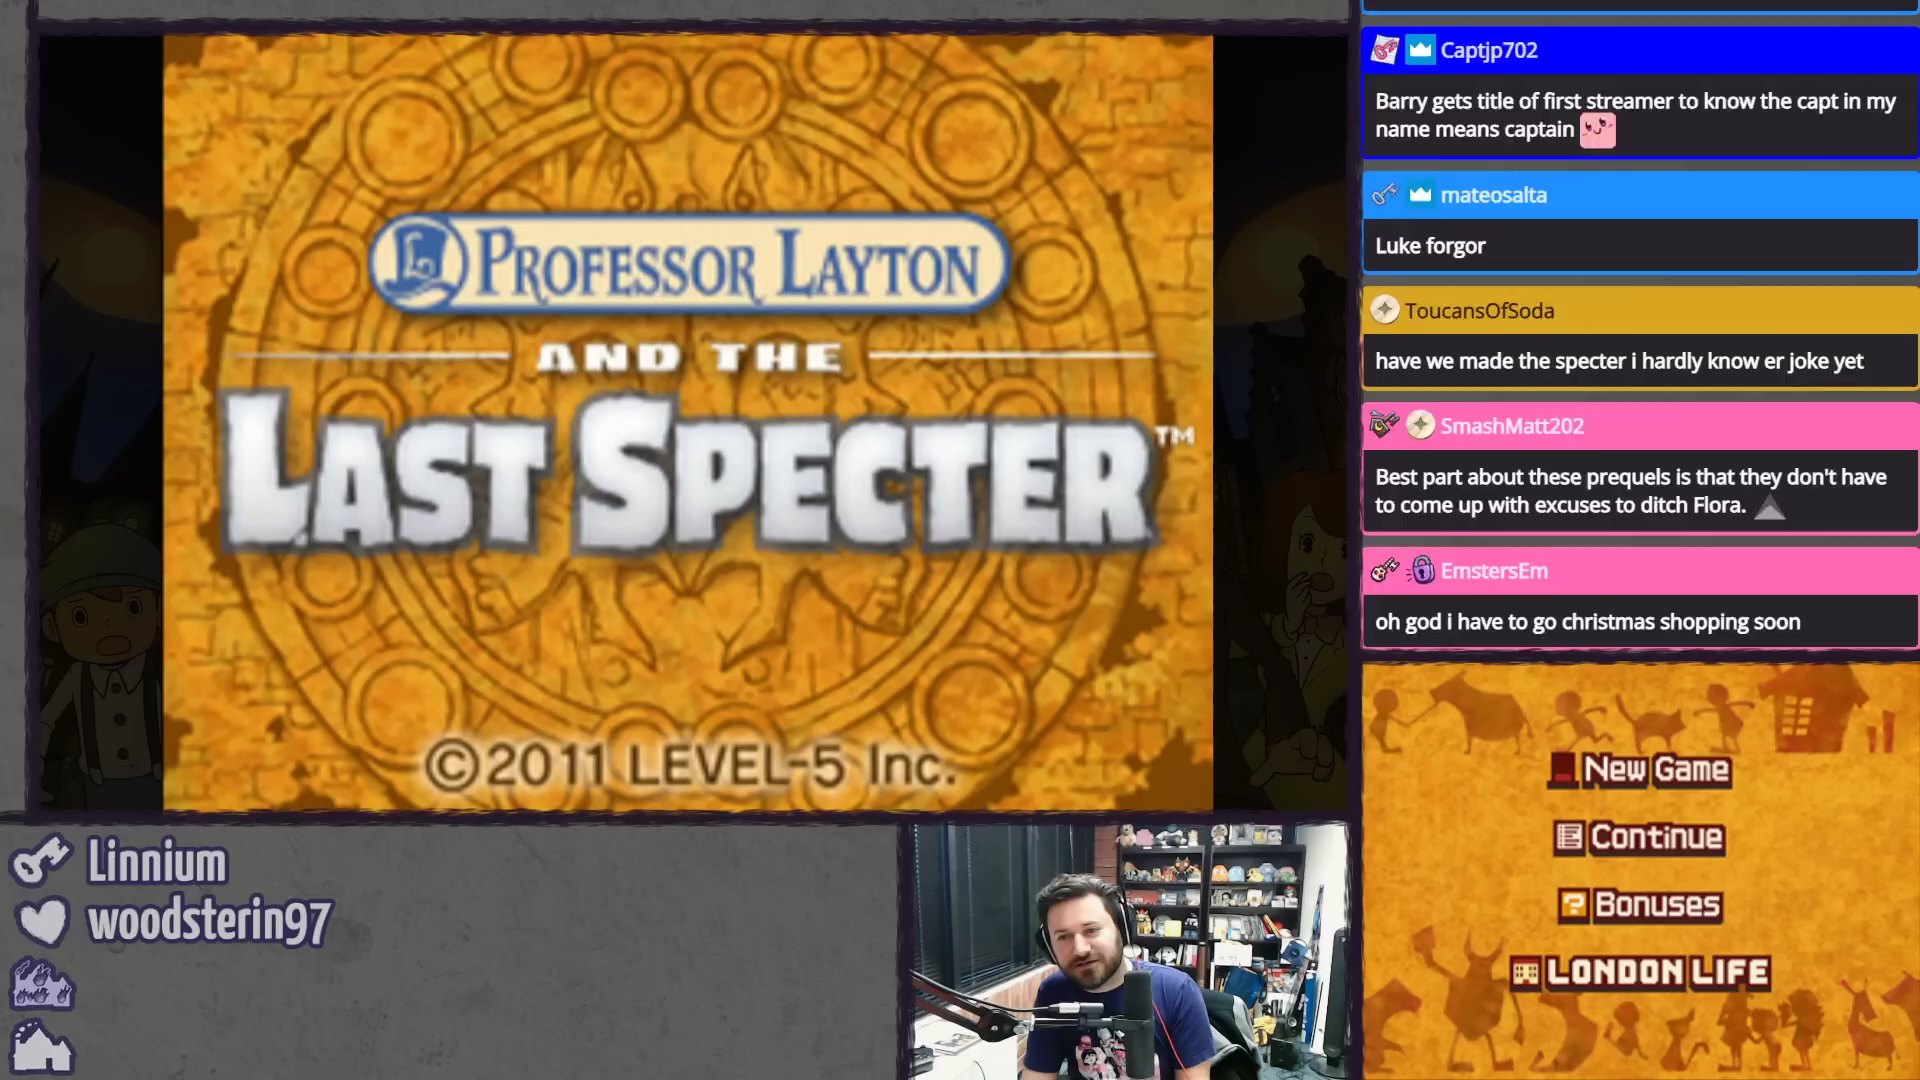 PROFESSOR LAYTON
AND THE
LAST SPECTER™
©2011 LEVEL-5 Inc.
Captjp702
Barry gets title of first streamer to know the capt in my
name means captain
mateosalta
Luke forgor
ToucansOfSoda
have we made the specter i hardly know er joke yet
SmashMatt202
Best part about these prequels is that they don't have
to come up with excuses to ditch Flora.
EmstersEm
oh god i have to go christmas shopping soon
New Game
Continue
Bonuses
LONDON LIFE
Linnium
woodsterin97